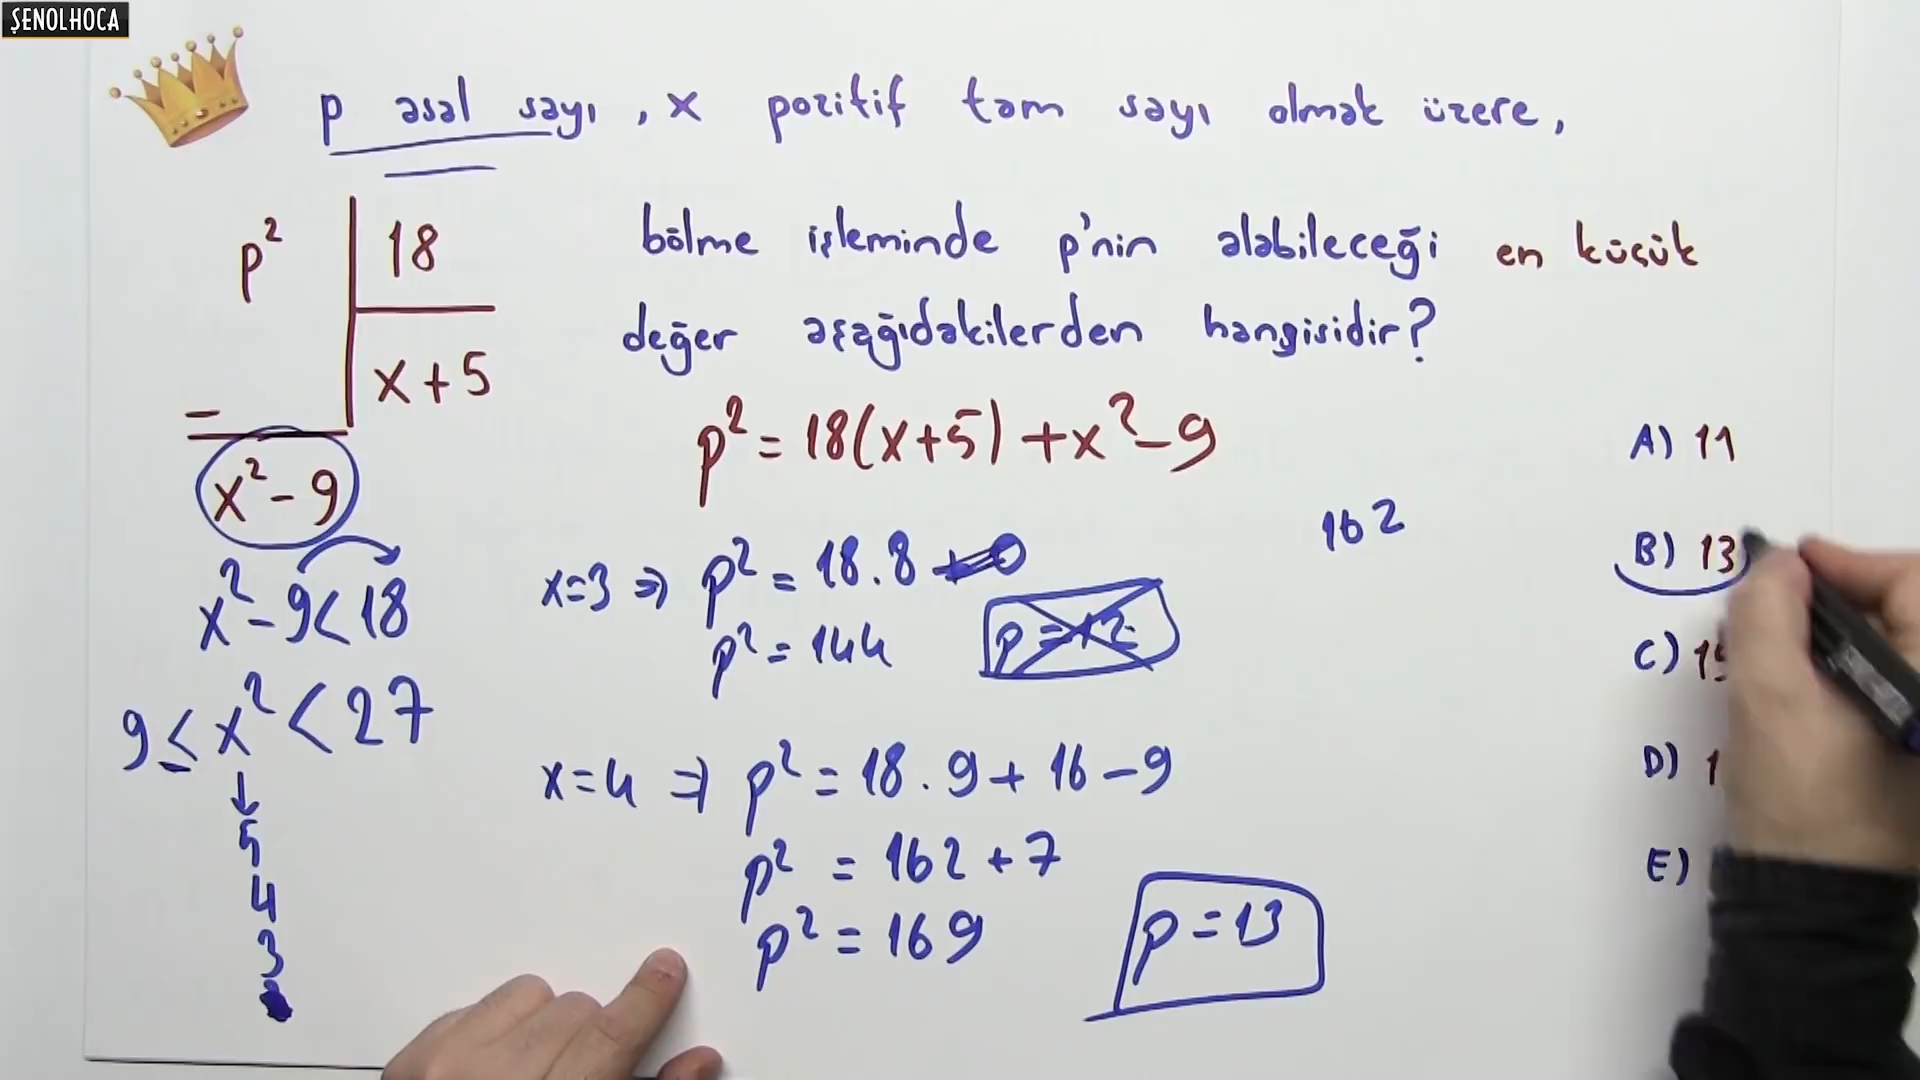 ŞENOLHOCA
p asal sayı, x pozitif tam sayı olmak üzere,
p² | 18
x+5
x² - 9
bölme işleminde p'nin alabileceği en küçük
değer aşağıdakilerden hangisidir?
p² = 18(x+5) + x² - 9
x² - 9 < 18
9 ≤ x² < 27
5
4
3
x=3 ⇒ p² = 18.8 + 0
p² = 144
p = 12
162
x=4 ⇒ p² = 18.9 + 16 - 9
p² = 162 + 7
p² = 169
p = 13
A) 11
B) 13
C)
D)
E)